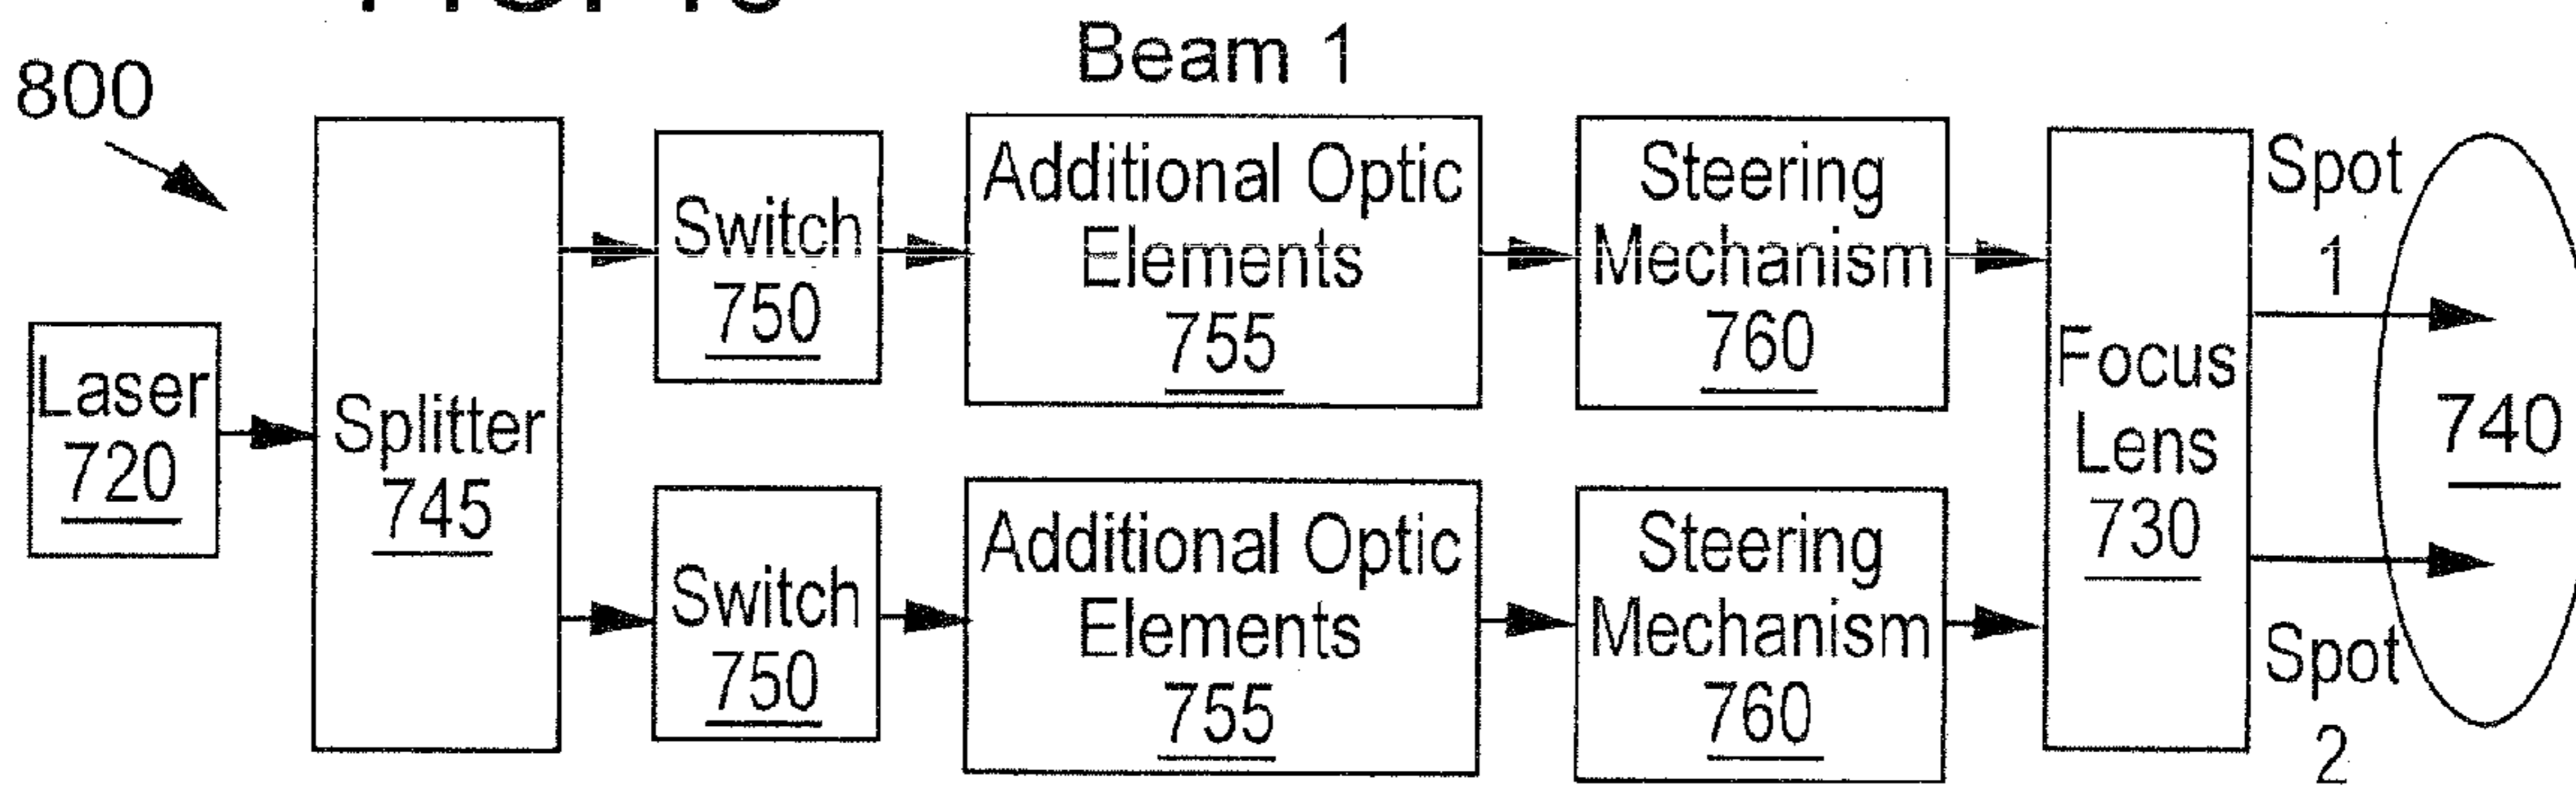 Beam 1
800
Laser
720
Splitter
745
Switch
750
Additional Optic
Elements
755
Steering
Mechanism
760
Switch
750
Additional Optic
Elements
755
Steering
Mechanism
760
Focus
Lens
730
Spot
1
740
Spot
2